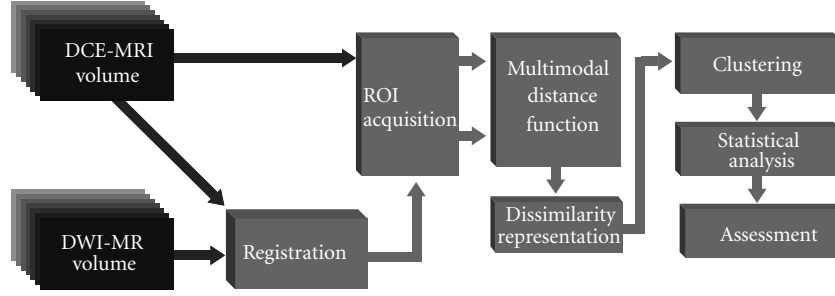 DCE-MRI
volume
DWI-MR
volume
Registration
ROI
acquisition
Multimodal
distance
function
Dissimilarity
representation
Clustering
Statistical
analysis
Assessment